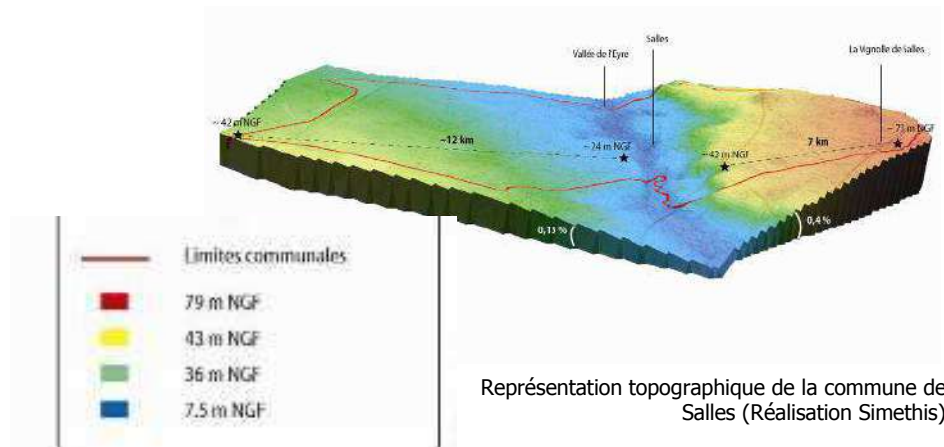 Salles
Vallée de l'Eyre
La Vignolle de Salles
~ 42 m NGF
~12 km
~ 24 m NGF
~ 42 m NGF
7 km
~ 71 m NGF
0,15 %
0,4 %
Limites communales
79 m NGF
43 m NGF
36 m NGF
7.5 m NGF
Représentation topographique de la commune de
Salles (Réalisation Simethis)